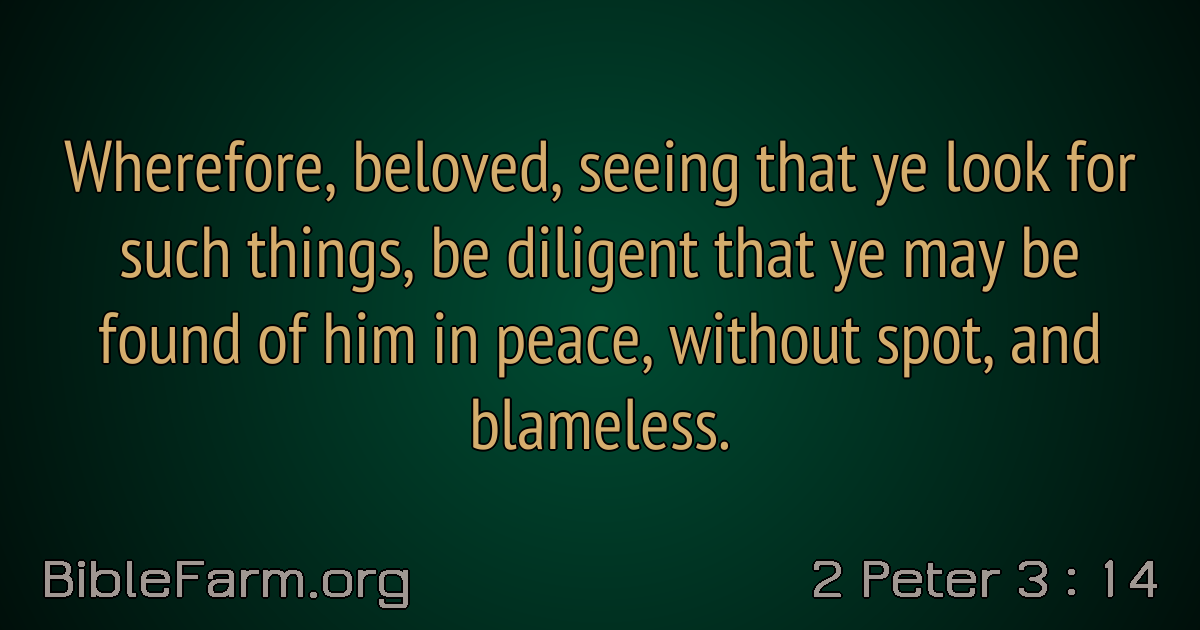 Wherefore, beloved, seeing that ye look for
such things, be diligent that ye may be
found of him in peace, without spot, and
blameless.
BibleFarm.org
2 Peter 3 : 14